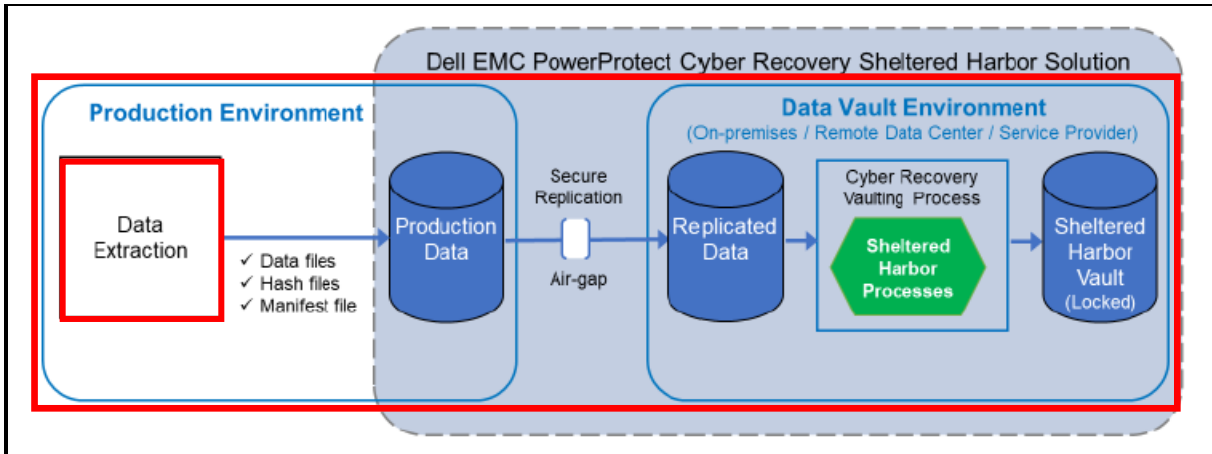 Dell EMC PowerProtect Cyber Recovery Sheltered Harbor Solution
Production Environment
Data Vault Environment
(On-premises / Remote Data Center / Service Provider)
Data
Extraction
✓ Data files
✓ Hash files
✓ Manifest file
Production
Data
Secure
Replication
Air-gap
Replicated
Data
Cyber Recovery
Vaulting Process
Sheltered
Harbor
Processes
Sheltered
Harbor
Vault
(Locked)